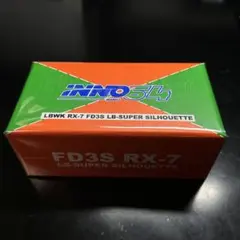 INNO64
LBWK RX-7 FD3S LB-SUPER SILHOUETTE
FD3S RX-7
LB-SUPER SILHOUETTE